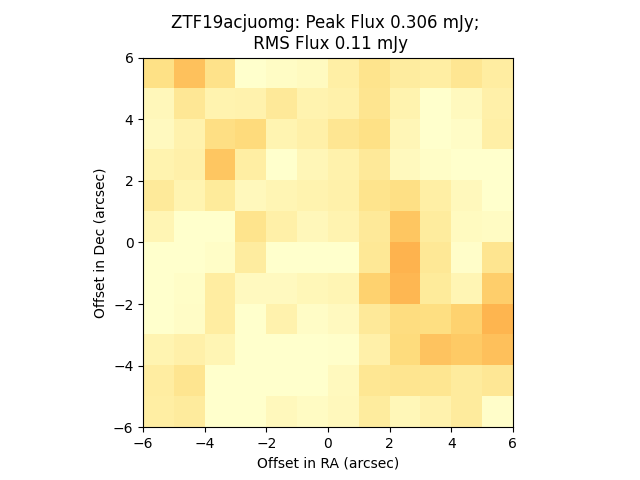 ZTF19acjuomg: Peak Flux 0.306 mJy;
RMS Flux 0.11 mJy
6
4
2
0
−2
−4
−6
Offset in Dec (arcsec)
−6 −4 −2 0 2 4 6
Offset in RA (arcsec)